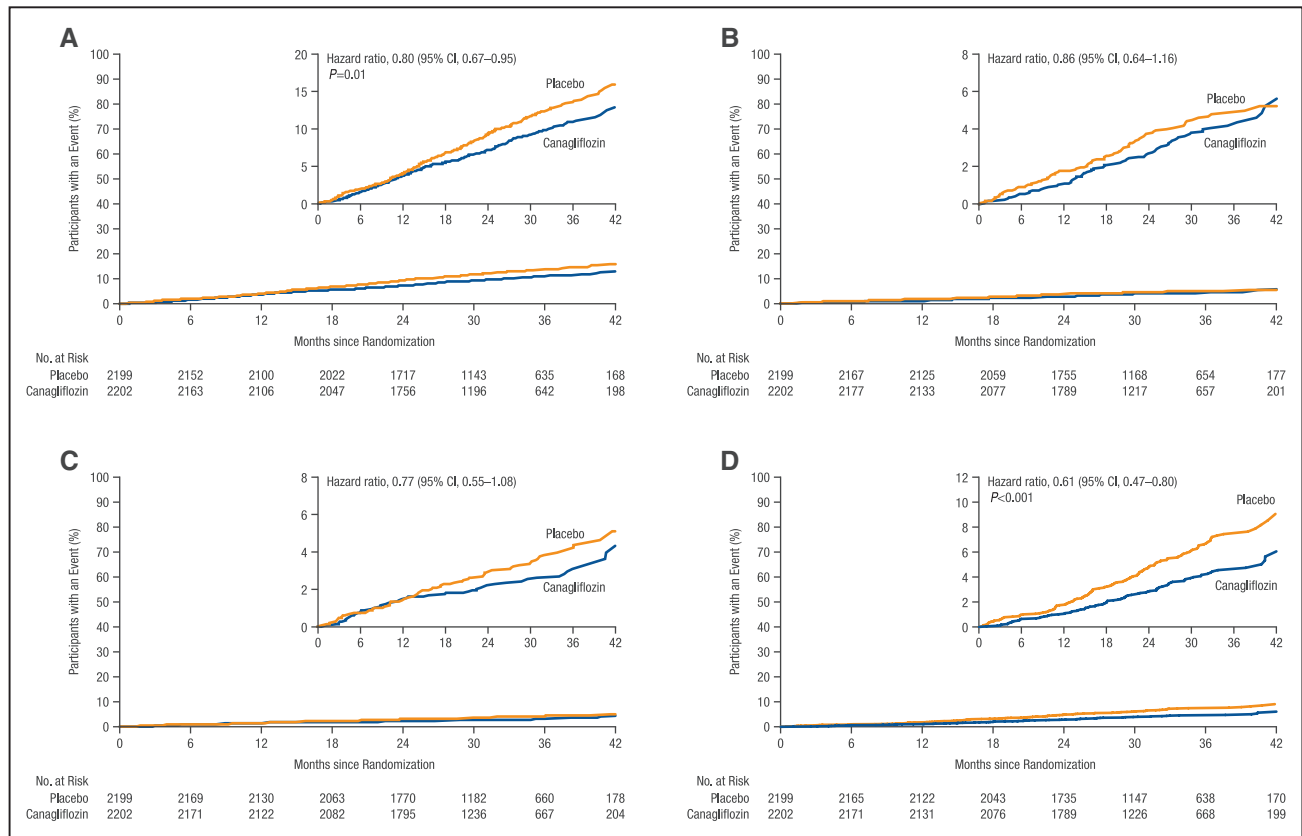 A
Hazard ratio, 0.80 (95% CI, 0.67–0.95)
P=0.01
Placebo
Canagliflozin
20
15
10
5
0
0 6 12 18 24 30 36 42
Participants with an Event (%)
100
90
80
70
60
50
40
30
20
10
0
0 6 12 18 24 30 36 42
Months since Randomization
No. at Risk
Placebo 2199 2152 2100 2022 1717 1143 635 168
Canagliflozin 2202 2163 2106 2047 1756 1196 642 198
B
Hazard ratio, 0.86 (95% CI, 0.64–1.16)
Placebo
Canagliflozin
8
6
4
2
0
0 6 12 18 24 30 36 42
Participants with an Event (%)
100
90
80
70
60
50
40
30
20
10
0
0 6 12 18 24 30 36 42
Months since Randomization
No. at Risk
Placebo 2199 2167 2125 2059 1755 1168 654 177
Canagliflozin 2202 2177 2133 2077 1789 1217 657 201
C
Hazard ratio, 0.77 (95% CI, 0.55–1.08)
Placebo
Canagliflozin
8
6
4
2
0
0 6 12 18 24 30 36 42
Participants with an Event (%)
100
90
80
70
60
50
40
30
20
10
0
0 6 12 18 24 30 36 42
Months since Randomization
No. at Risk
Placebo 2199 2169 2130 2063 1770 1182 660 178
Canagliflozin 2202 2171 2122 2082 1795 1236 667 204
D
Hazard ratio, 0.61 (95% CI, 0.47–0.80)
P<0.001
Placebo
Canagliflozin
12
10
8
6
4
2
0
0 6 12 18 24 30 36 42
Participants with an Event (%)
100
90
80
70
60
50
40
30
20
10
0
0 6 12 18 24 30 36 42
Months since Randomization
No. at Risk
Placebo 2199 2165 2122 2043 1735 1147 638 170
Canagliflozin 2202 2171 2131 2076 1789 1226 668 199